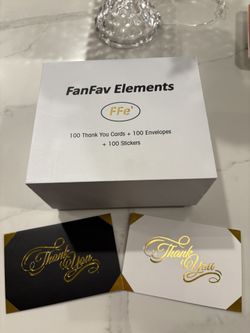 FanFav Elements
FFe'
100 Thank You Cards + 100 Envelopes
+ 100 Stickers
Thank
You
Thank
You